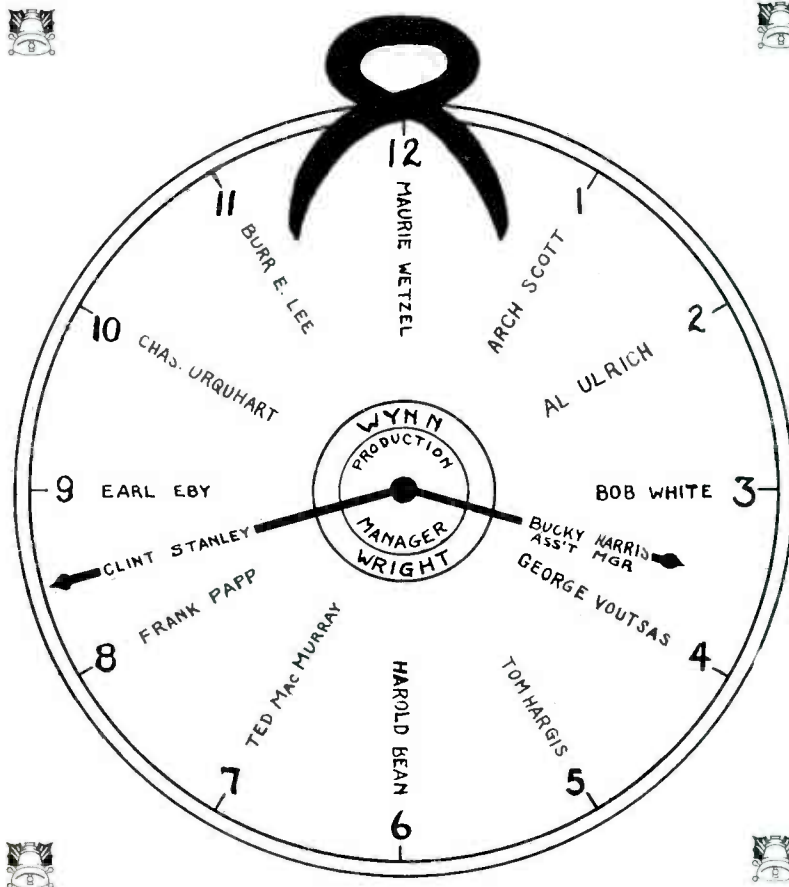 12
MAURIE WETZEL
1
ARCH SCOTT
2
AL ULRICH
3
BOB WHITE
BUCKY HARRIS
ASS'T MGR
4
GEORGE VOUTSAS
5
TOM HARGIS
6
HAROLD BEAN
7
TED MAC MURRAY
8
FRANK PAPP
CLINT STANLEY
9
EARL EBY
10
CHAS. URQUHART
11
BURR E. LEE
WYNN
PRODUCTION
MANAGER
WRIGHT